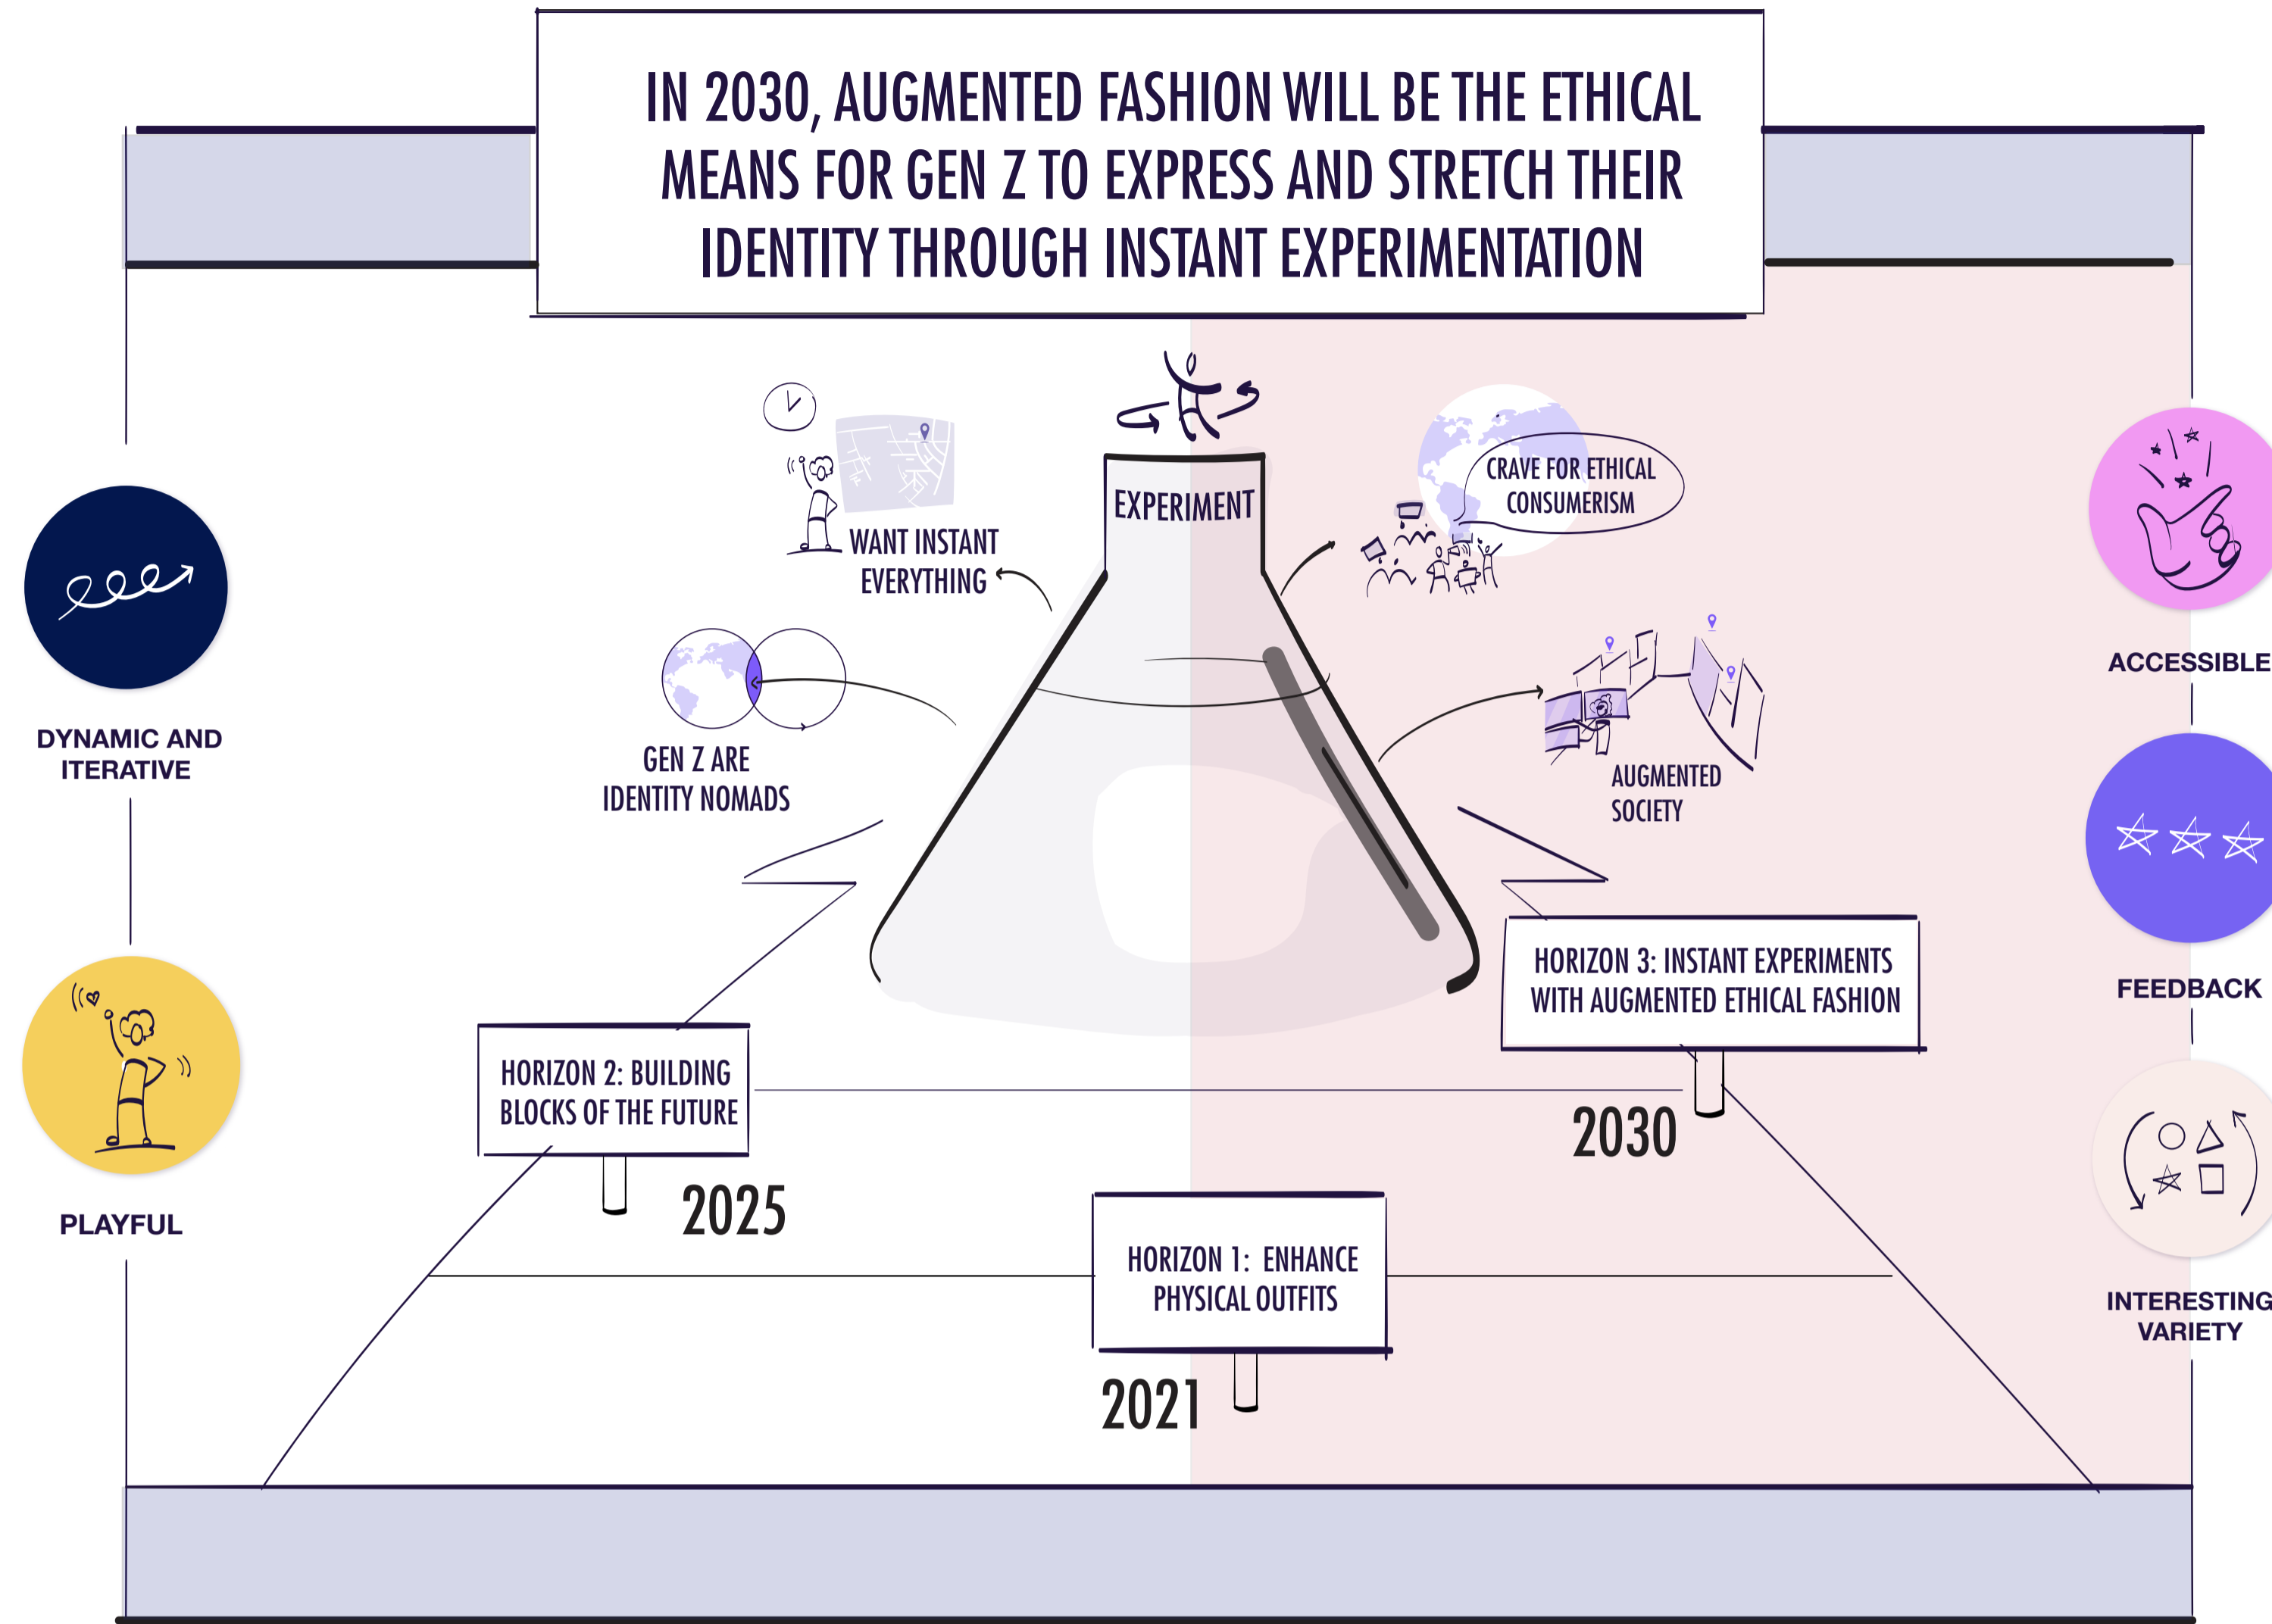 IN 2030, AUGMENTED FASHION WILL BE THE ETHICAL
MEANS FOR GEN Z TO EXPRESS AND STRETCH THEIR
IDENTITY THROUGH INSTANT EXPERIMENTATION
EXPERIMENT
WANT INSTANT
EVERYTHING
CRAVE FOR ETHICAL
CONSUMERISM
GEN Z ARE
IDENTITY NOMADS
AUGMENTED
SOCIETY
DYNAMIC AND
ITERATIVE
PLAYFUL
ACCESSIBLE
FEEDBACK
INTERESTING
VARIETY
HORIZON 3: INSTANT EXPERIMENTS
WITH AUGMENTED ETHICAL FASHION
2030
HORIZON 2: BUILDING
BLOCKS OF THE FUTURE
2025
HORIZON 1: ENHANCE
PHYSICAL OUTFITS
2021